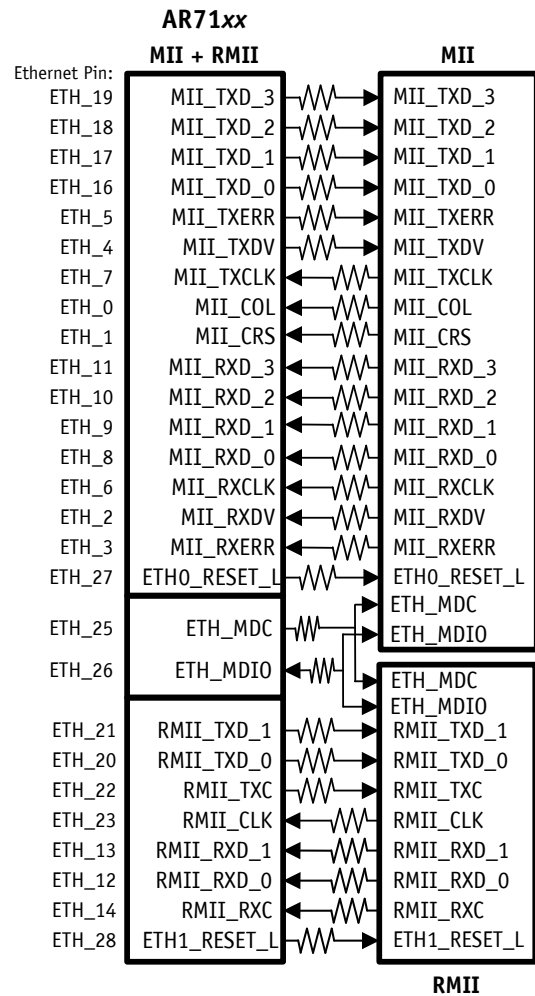 AR71xx
MII + RMII MII
Ethernet Pin:
ETH_19 MII_TXD_3 MII_TXD_3
ETH_18 MII_TXD_2 MII_TXD_2
ETH_17 MII_TXD_1 MII_TXD_1
ETH_16 MII_TXD_0 MII_TXD_0
ETH_5 MII_TXERR MII_TXERR
ETH_4 MII_TXDV MII_TXDV
ETH_7 MII_TXCLK MII_TXCLK
ETH_0 MII_COL MII_COL
ETH_1 MII_CRS MII_CRS
ETH_11 MII_RXD_3 MII_RXD_3
ETH_10 MII_RXD_2 MII_RXD_2
ETH_9 MII_RXD_1 MII_RXD_1
ETH_8 MII_RXD_0 MII_RXD_0
ETH_6 MII_RXCLK MII_RXCLK
ETH_2 MII_RXDV MII_RXDV
ETH_3 MII_RXERR MII_RXERR
ETH_27 ETH0_RESET_L ETH0_RESET_L
ETH_MDC
ETH_25 ETH_MDC ETH_MDIO
ETH_26 ETH_MDIO ETH_MDC
ETH_MDIO
ETH_21 RMII_TXD_1 RMII_TXD_1
ETH_20 RMII_TXD_0 RMII_TXD_0
ETH_22 RMII_TXC RMII_TXC
ETH_23 RMII_CLK RMII_CLK
ETH_13 RMII_RXD_1 RMII_RXD_1
ETH_12 RMII_RXD_0 RMII_RXD_0
ETH_14 RMII_RXC RMII_RXC
ETH_28 ETH1_RESET_L ETH1_RESET_L
RMII